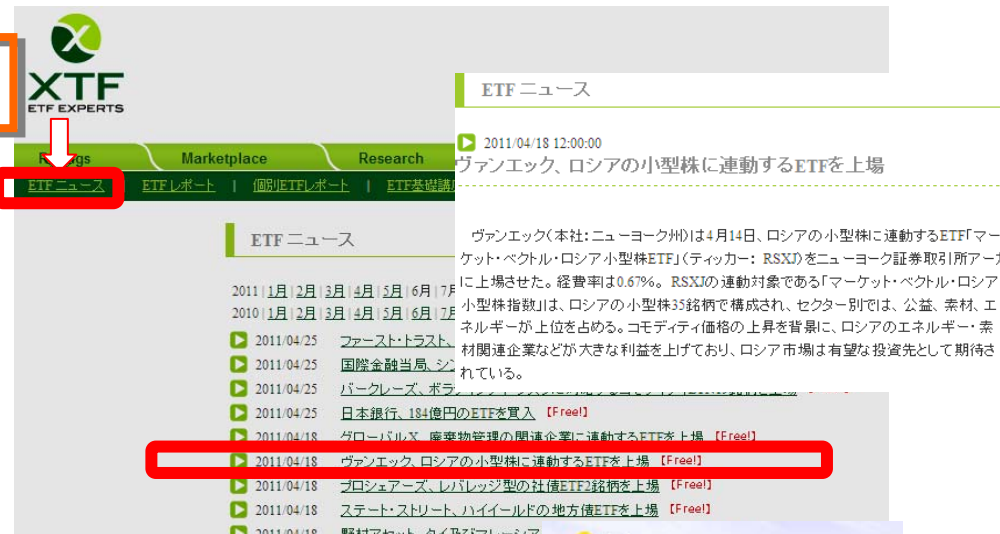 XTF
ETF EXPERTS
Marketplace
Research
ETFニュース
ETFレポート | 個別ETFレポート | ETF基礎講
ETFニュース
2011 | 1月 | 2月 | 3月 | 4月 | 5月 | 6月 | 7月
2010 | 1月 | 2月 | 3月 | 4月 | 5月 | 6月 | 7月
2011/04/25 ファースト・トラスト、
2011/04/25 国際金融当局、シン
2011/04/25 バークレーズ、ボラ
2011/04/25 日本銀行、184億円のETFを買入 【Free!】
2011/04/18 グローバルX、廃棄物管理の関連企業に連動するETFを上場 【Free!】
2011/04/18 ヴァンエック、ロシアの小型株に連動するETFを上場 【Free!】
2011/04/18 プロシェアーズ、レバレッジ型の社債ETF2銘柄を上場 【Free!】
2011/04/18 ステート・ストリート、ハイイールドの地方債ETFを上場 【Free!】
2011/04/18 野村アセット、タイ及びマレーシア
ETFニュース
2011/04/18 12:00:00
ヴァンエック、ロシアの小型株に連動するETFを上場
ヴァンエック(本社:ニューヨーク州)は4月14日、ロシアの小型株に連動するETF「マー
ケット・ベクトル・ロシア小型株ETF」(ティッカー: RSXJ)をニューヨーク証券取引所アーカ
に上場させた。経費率は0.67%。 RSXJの連動対象である「マーケット・ベクトル・ロシア
小型株指数」は、ロシアの小型株35銘柄で構成され、セクター別では、公益、素材、エ
ネルギーが上位を占める。コモディティ価格の上昇を背景に、ロシアのエネルギー・素
材関連企業などが大きな利益を上げており、ロシア市場は有望な投資先として期待さ
れている。